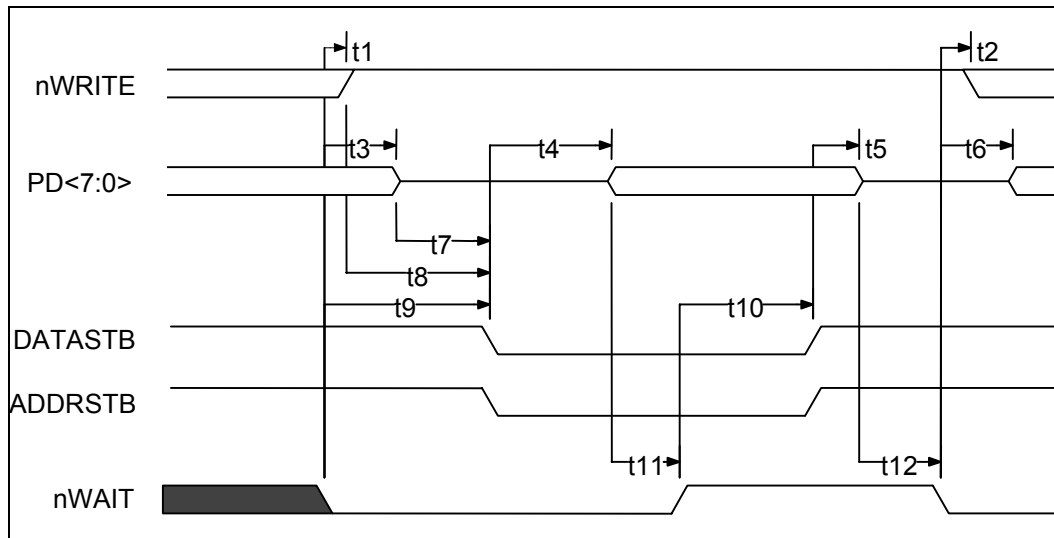 t1 t2
nWRITE
t3 t4 t5 t6
PD<7:0>
t7
t8
t9 t10
DATASTB
ADDRSTB
t11 t12
nWAIT